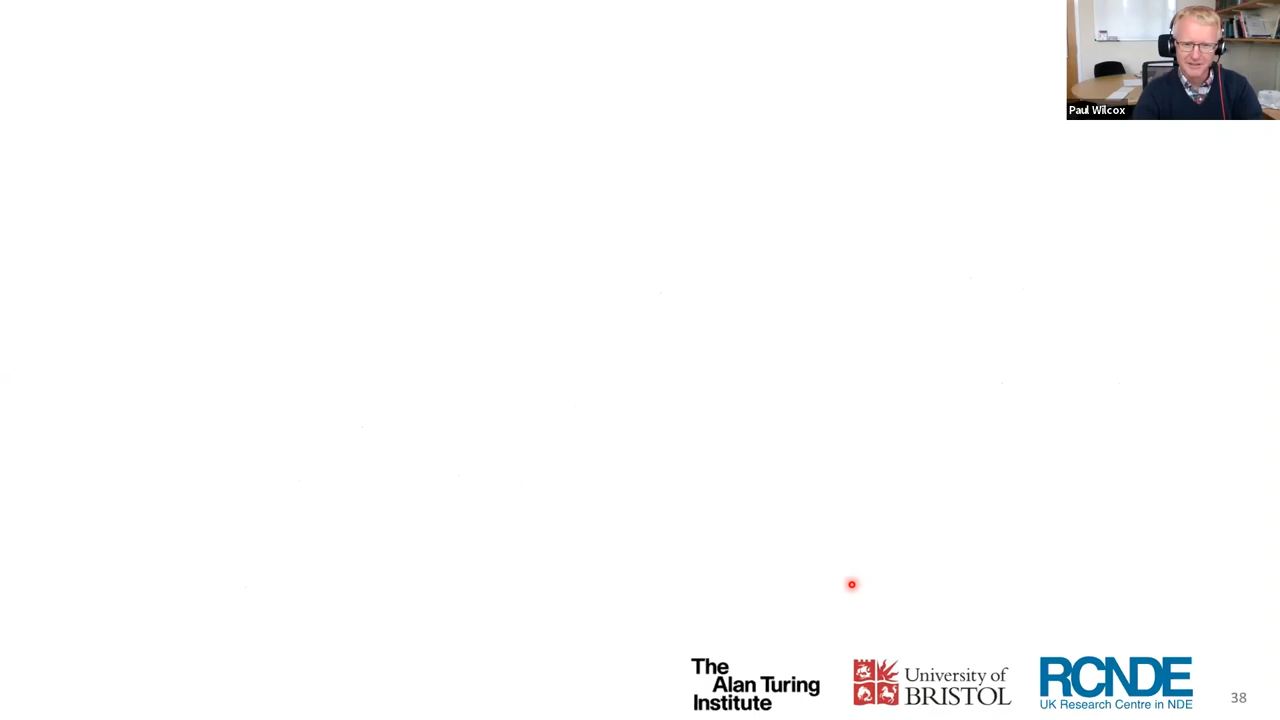 Paul Wilcox
The
Alan Turing
Institute
University of
BRISTOL
RCNDE
UK Research Centre in NDE
38